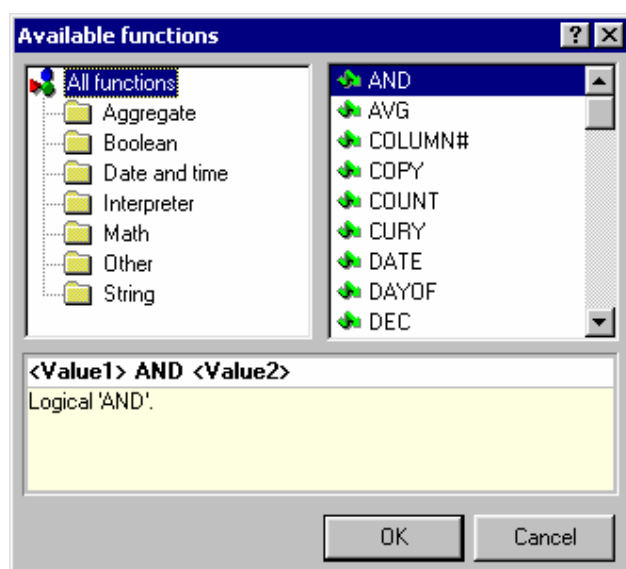 Available functions
All functions
Aggregate
Boolean
Date and time
Interpreter
Math
Other
String
AND
AVG
COLUMN#
COPY
COUNT
CURY
DATE
DAYOF
DEC
<Value1> AND <Value2>
Logical 'AND'.
OK
Cancel